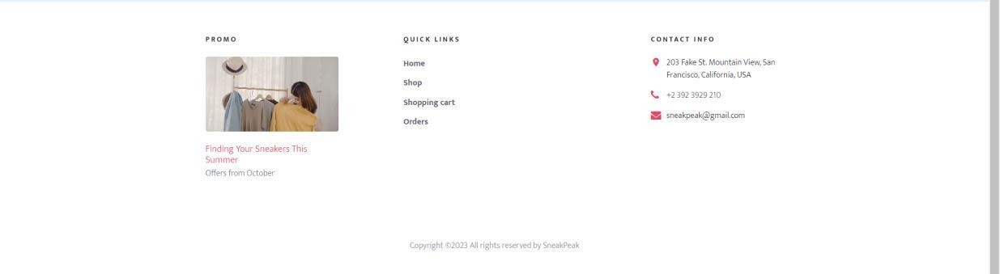 PROMO
Finding Your Sneakers This
Summer
Offers from October
QUICK LINKS
Home
Shop
Shopping cart
Orders
CONTACT INFO
203 Fake St. Mountain View, San
Francisco, California, USA
+2 392 3929 210
sneakpeak@gmail.com
Copyright ©2023 All rights reserved by SneakPeak